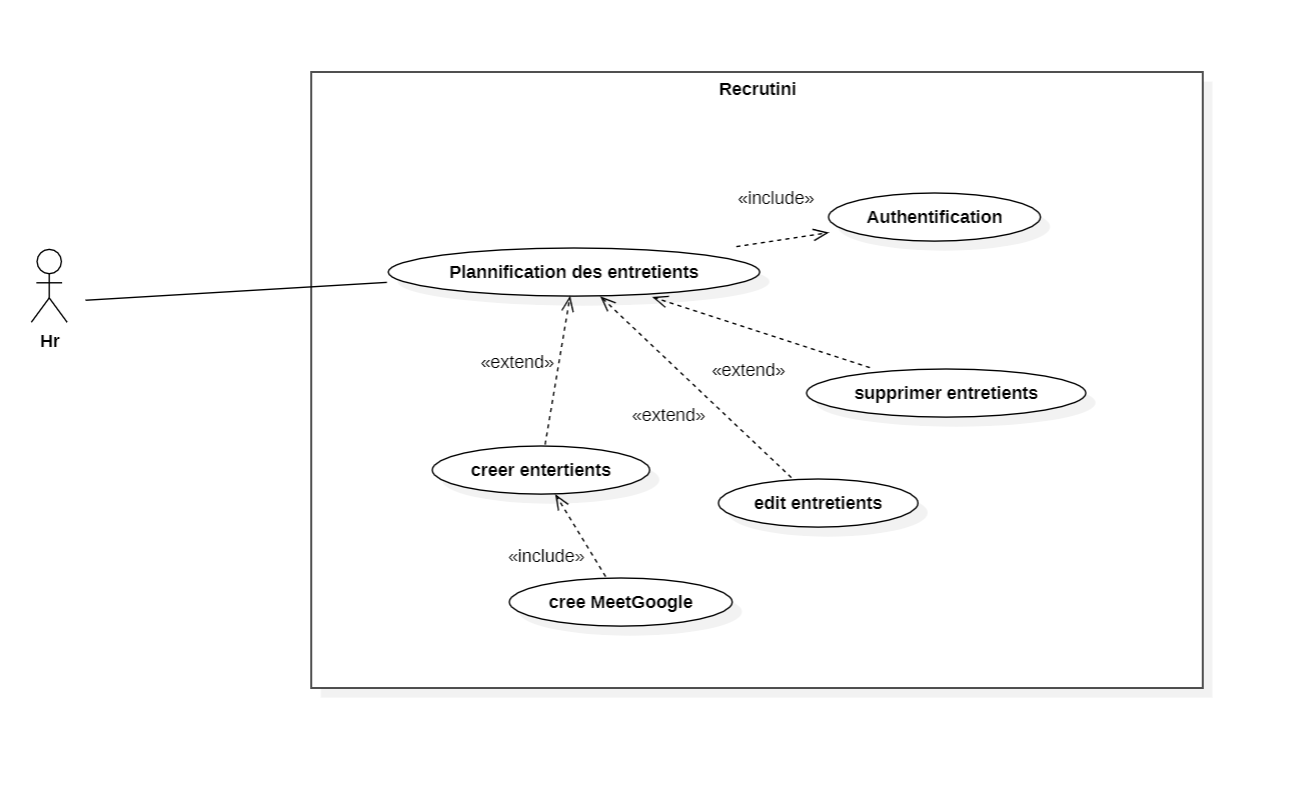 Recrutini
«include»
Authentification
Plannification des entretients
Hr
«extend»
«extend»
supprimer entretients
«extend»
creer entertients
edit entretients
«include»
cree MeetGoogle